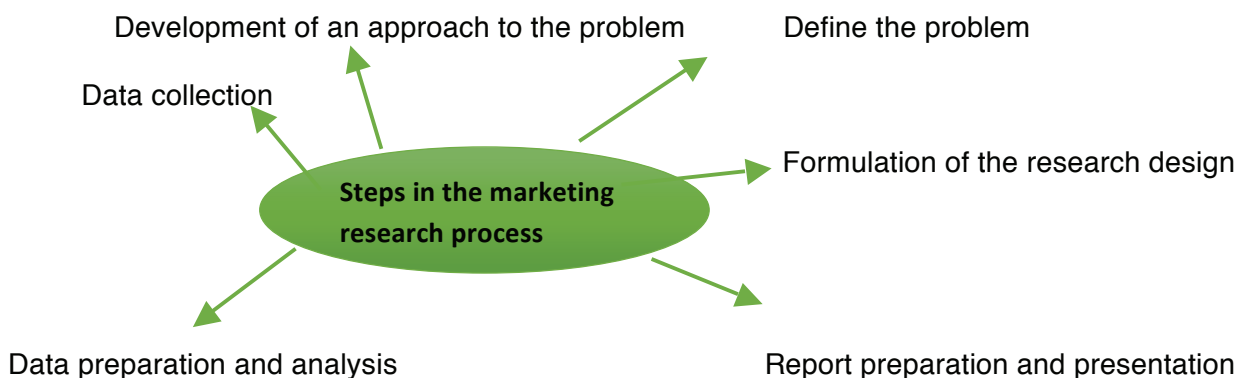 Development of an approach to the problem
Define the problem
Data collection
Formulation of the research design
Steps in the marketing
research process
Data preparation and analysis
Report preparation and presentation